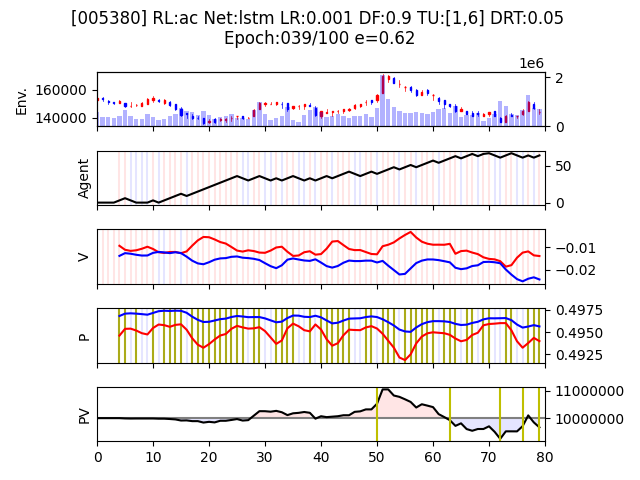 [005380] RL:ac Net:lstm LR:0.001 DF:0.9 TU:[1,6] DRT:0.05
Epoch:039/100 e=0.62
1e6
Env.
160000
140000
2
0
Agent
50
0
V
−0.01
−0.02
P
0.4975
0.4950
0.4925
PV
11000000
10000000
0 10 20 30 40 50 60 70 80